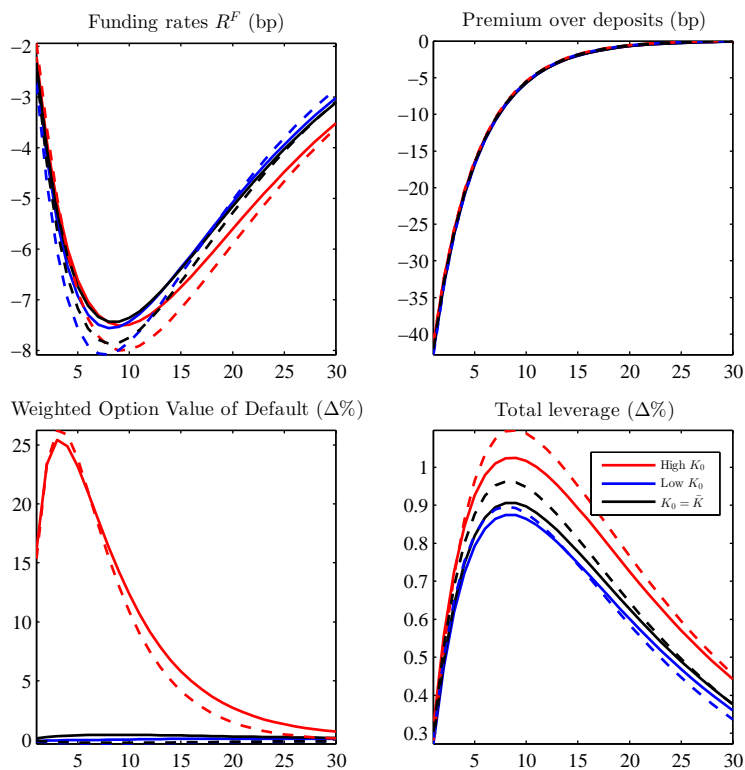 Funding rates $R^F$ (bp)
−2
−3
−4
−5
−6
−7
−8
5 10 15 20 25 30
Premium over deposits (bp)
0
−5
−10
−15
−20
−25
−30
−35
−40
5 10 15 20 25 30
Weighted Option Value of Default (Δ%)
25
20
15
10
5
0
5 10 15 20 25 30
Total leverage (Δ%)
1
0.9
0.8
0.7
0.6
0.5
0.4
0.3
5 10 15 20 25 30
High $K_0$
Low $K_0$
$K_0 = \bar{K}$